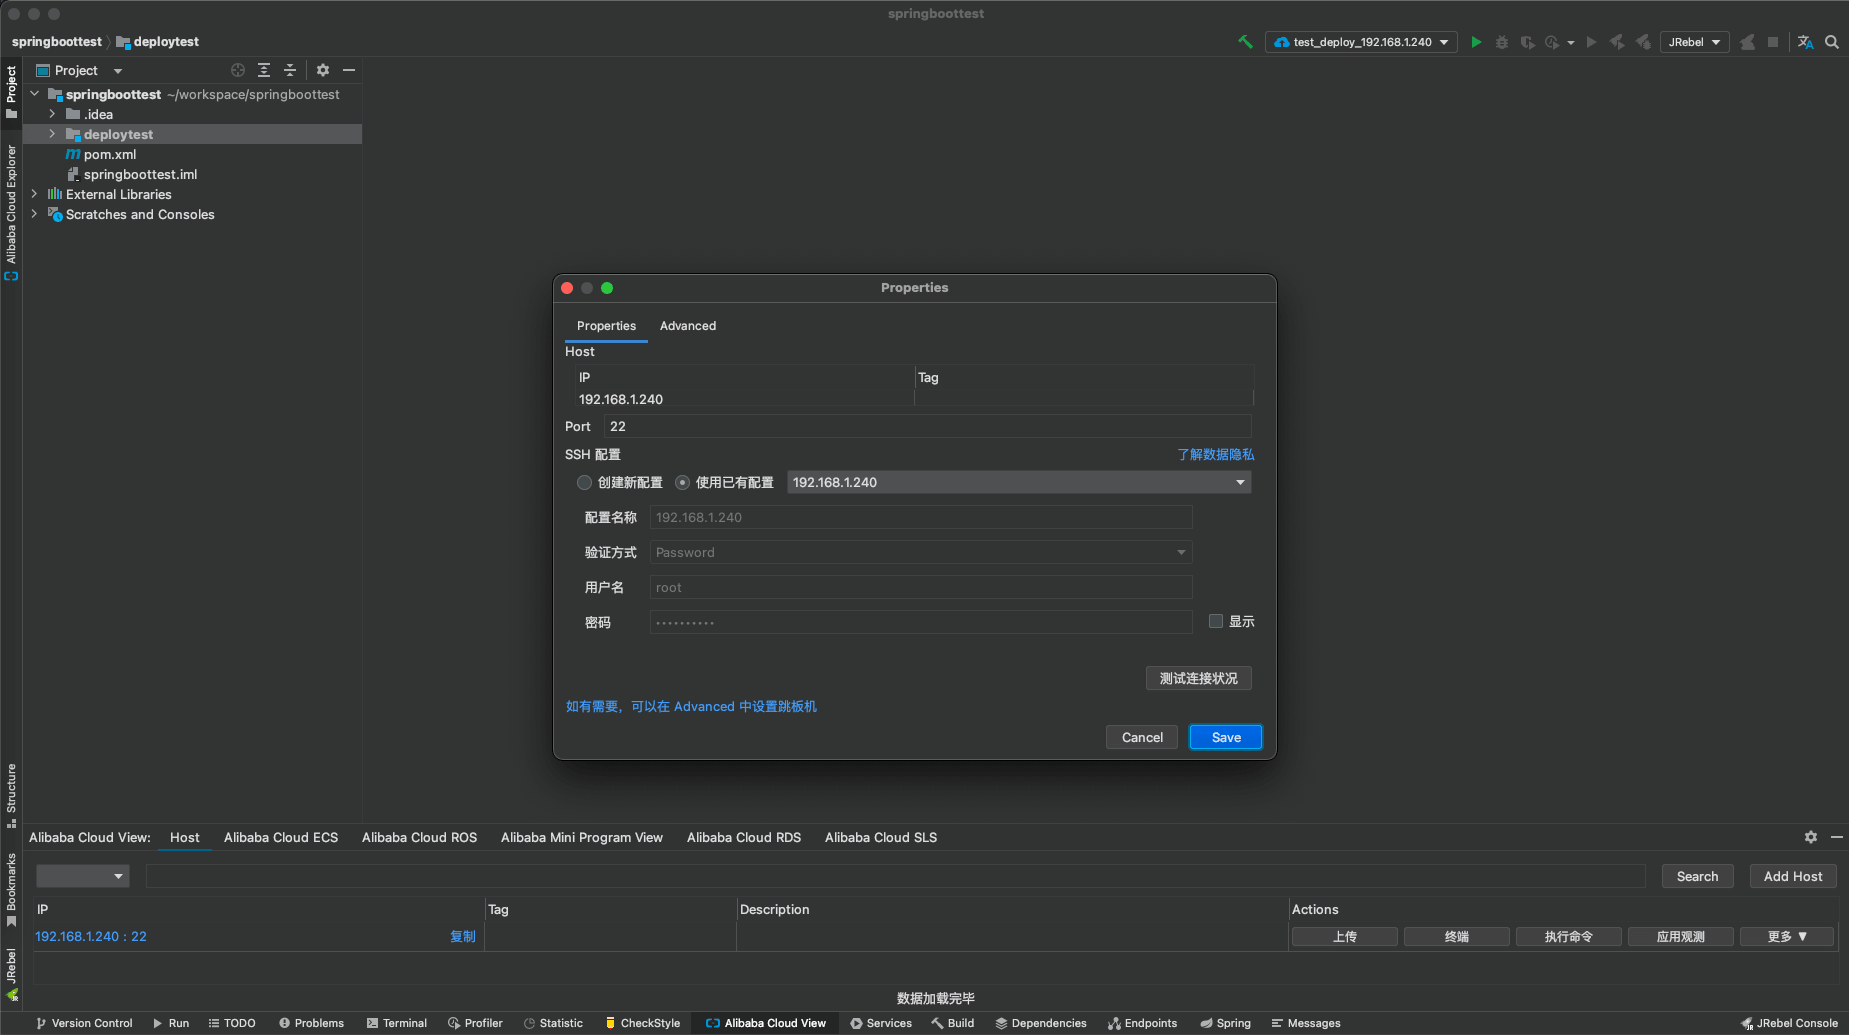 springboottest
springboottest
deploytest
test_deploy_192.168.1.240
JRebel
Project
Project
springboottest ~/workspace/springboottest
.idea
deploytest
pom.xml
springboottest.iml
External Libraries
Scratches and Consoles
Alibaba Cloud Explorer
Properties
Properties Advanced
Host
IP Tag
192.168.1.240
Port 22
SSH 配置 了解数据隐私
创建新配置 使用已有配置 192.168.1.240
配置名称 192.168.1.240
验证方式 Password
用户名 root
密码 •••••••••• 显示
测试连接状况
如有需要，可以在 Advanced 中设置跳板机
Cancel Save
Structure
Bookmarks
JRebel
Alibaba Cloud View: Host Alibaba Cloud ECS Alibaba Cloud ROS Alibaba Mini Program View Alibaba Cloud RDS Alibaba Cloud SLS
Search Add Host
IP Tag Description Actions
192.168.1.240 : 22 复制 上传 终端 执行命令 应用观测 更多 ▼
数据加载完毕
Version Control Run TODO Problems Terminal Profiler Statistic CheckStyle Alibaba Cloud View Services Build Dependencies Endpoints Spring Messages JRebel Console